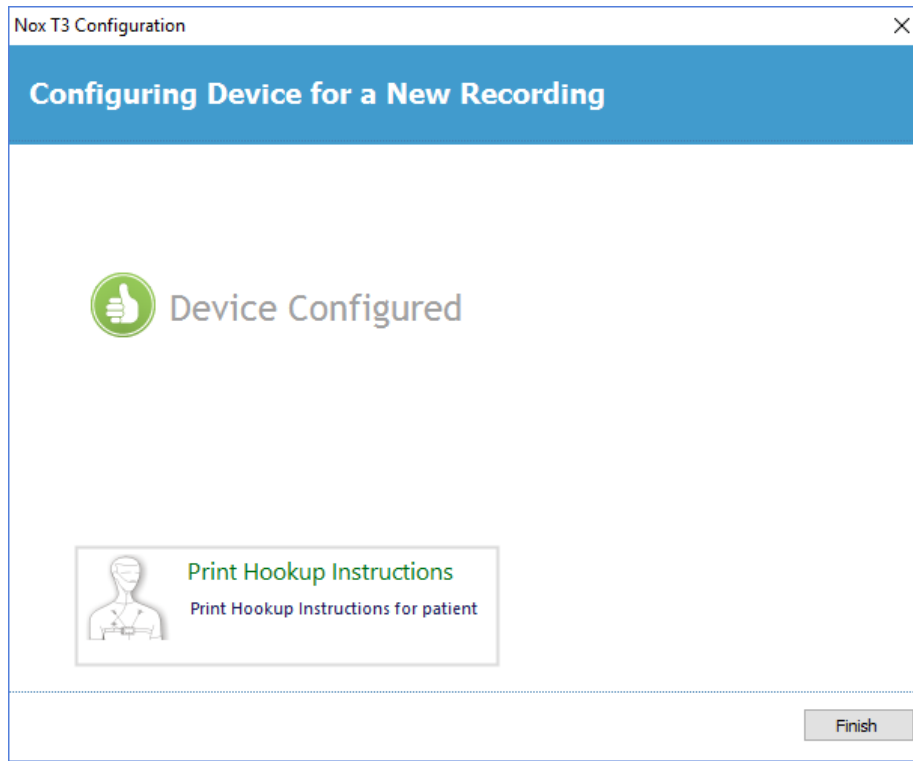 Nox T3 Configuration
Configuring Device for a New Recording
Device Configured
Print Hookup Instructions
Print Hookup Instructions for patient
Finish